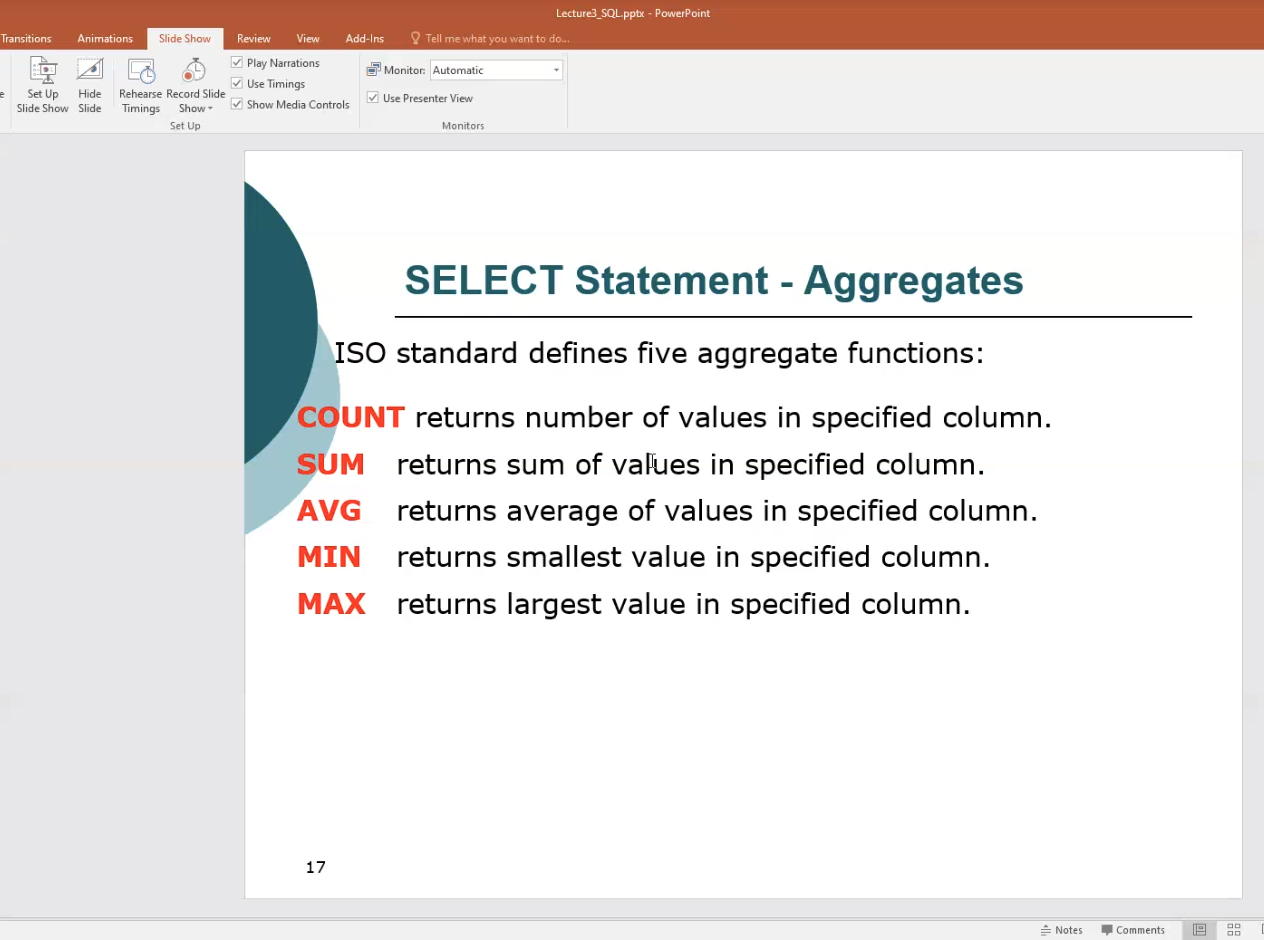 Lecture3_SQL.pptx - PowerPoint
Transitions Animations Slide Show Review View Add-Ins Tell me what you want to do...
Set Up Slide Show
Hide Slide
Rehearse Timings
Record Slide Show
Play Narrations
Use Timings
Show Media Controls
Set Up
Monitor: Automatic
Use Presenter View
Monitors
SELECT Statement - Aggregates
ISO standard defines five aggregate functions:
COUNT returns number of values in specified column.
SUM returns sum of values in specified column.
AVG returns average of values in specified column.
MIN returns smallest value in specified column.
MAX returns largest value in specified column.
17
Notes Comments